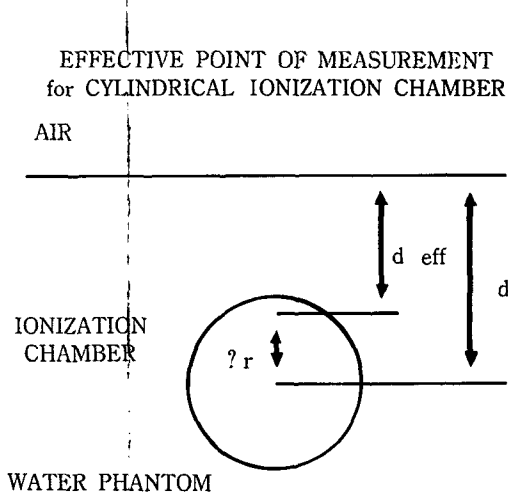 EFFECTIVE POINT OF MEASUREMENT
for CYLINDRICAL IONIZATION CHAMBER
AIR
d eff
d
IONIZATION
CHAMBER
? r
WATER PHANTOM